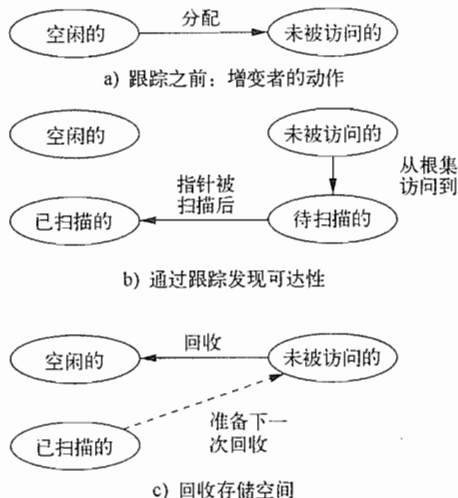 空闲的
分配
未被访问的
a) 跟踪之前：增变者的动作
空闲的
未被访问的
从根集
访问到
指针被
扫描后
已扫描的
待扫描的
b) 通过跟踪发现可达性
空闲的
回收
未被访问的
准备下一
次回收
已扫描的
c) 回收存储空间